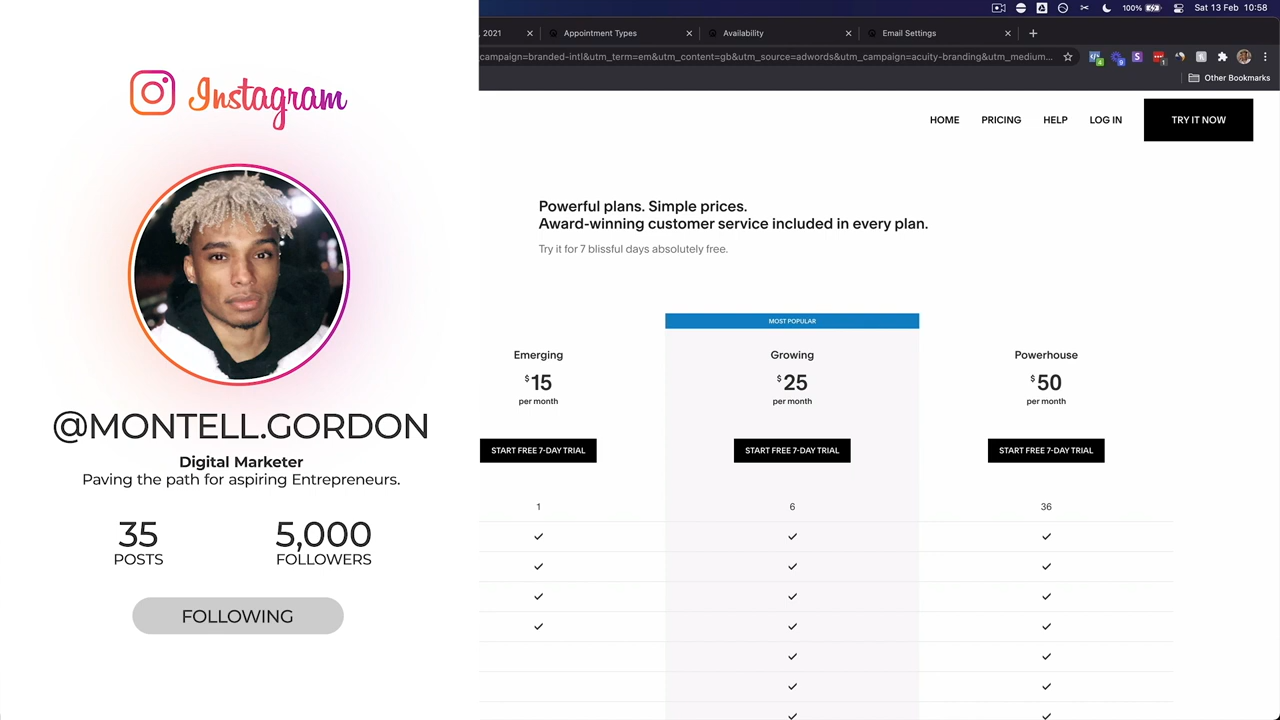 Instagram
@MONTELL.GORDON
Digital Marketer
Paving the path for aspiring Entrepreneurs.
35
POSTS
5,000
FOLLOWERS
FOLLOWING
100%
Sat 13 Feb 10:58
, 2021
Appointment Types
Availability
Email Settings
campaign=branded-intl&utm_term=em&utm_content=gb&utm_source=adwords&utm_campaign=acuity-branding&utm_medium...
Other Bookmarks
HOME
PRICING
HELP
LOG IN
TRY IT NOW
Powerful plans. Simple prices.
Award-winning customer service included in every plan.
Try it for 7 blissful days absolutely free.
MOST POPULAR
Emerging
$15
per month
START FREE 7-DAY TRIAL
Growing
$25
per month
START FREE 7-DAY TRIAL
Powerhouse
$50
per month
START FREE 7-DAY TRIAL
1
6
36